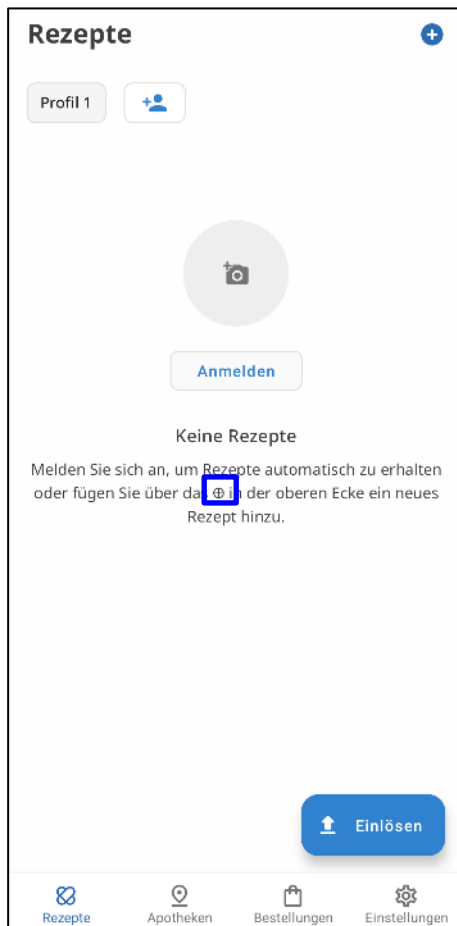 Rezepte
Profil 1
Anmelden
Keine Rezepte
Melden Sie sich an, um Rezepte automatisch zu erhalten
oder fügen Sie über das ⊕ in der oberen Ecke ein neues
Rezept hinzu.
Einlösen
Rezepte Apotheken Bestellungen Einstellungen